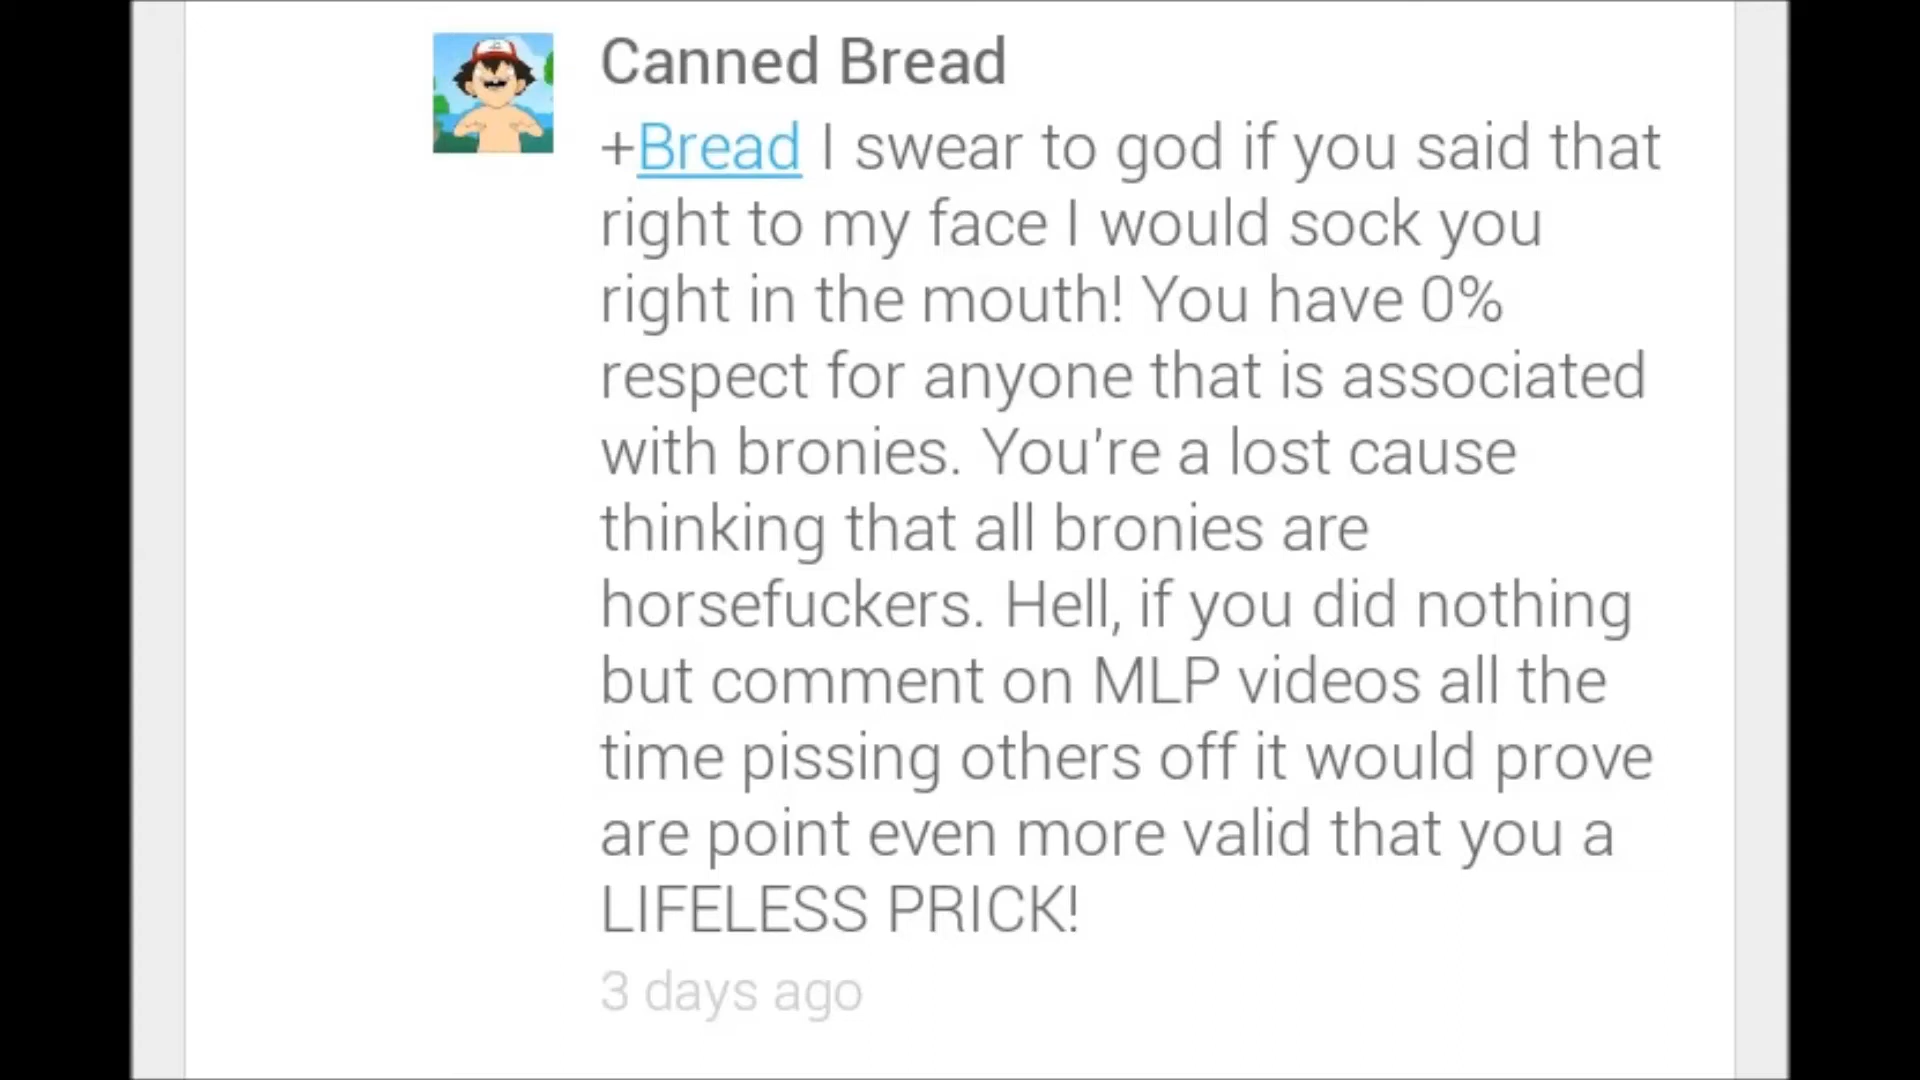 Canned Bread
+Bread I swear to god if you said that
right to my face I would sock you
right in the mouth! You have 0%
respect for anyone that is associated
with bronies. You're a lost cause
thinking that all bronies are
horsefuckers. Hell, if you did nothing
but comment on MLP videos all the
time pissing others off it would prove
are point even more valid that you a
LIFELESS PRICK!
3 days ago